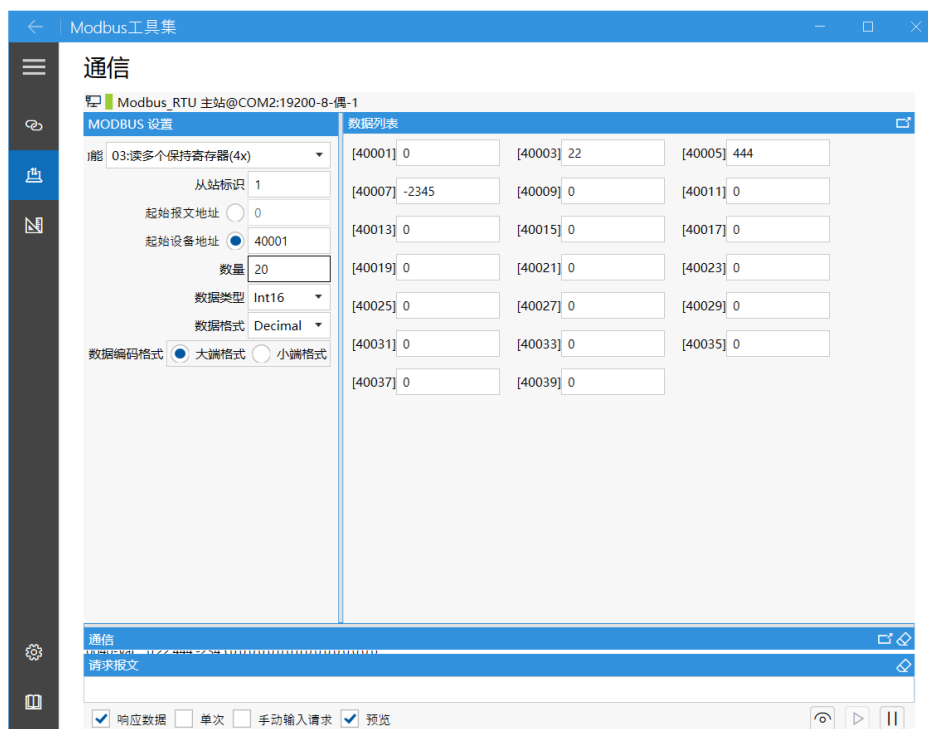 Modbus工具集
通信
Modbus_RTU 主站@COM2:19200-8-偶-1
MODBUS 设置
能 03:读多个保持寄存器(4x)
从站标识 1
起始报文地址 0
起始设备地址 40001
数量 20
数据类型 Int16
数据格式 Decimal
数据编码格式 大端格式 小端格式
数据列表
[40001] 0 [40003] 22 [40005] 444
[40007] -2345 [40009] 0 [40011] 0
[40013] 0 [40015] 0 [40017] 0
[40019] 0 [40021] 0 [40023] 0
[40025] 0 [40027] 0 [40029] 0
[40031] 0 [40033] 0 [40035] 0
[40037] 0 [40039] 0
通信
请求报文
响应数据 单次 手动输入请求 预览